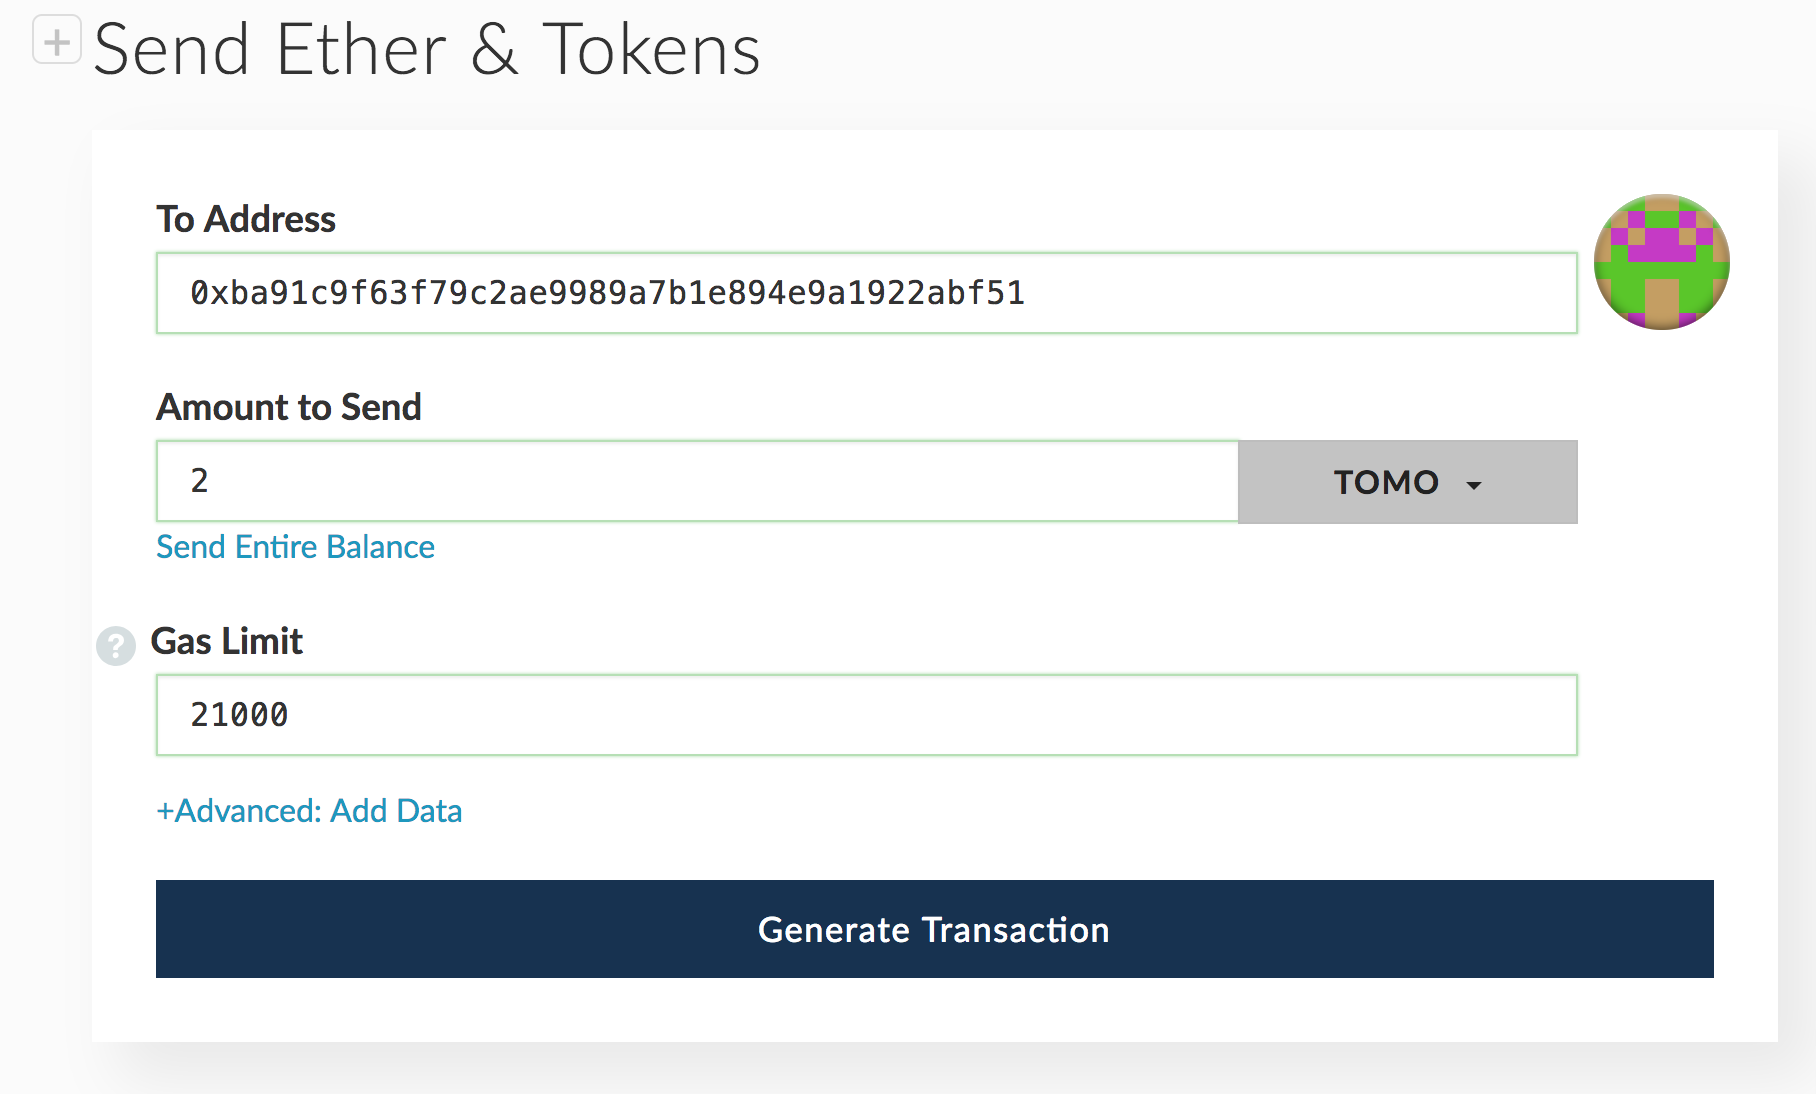 Send Ether & Tokens
To Address
0xba91c9f63f79c2ae9989a7b1e894e9a1922abf51
Amount to Send
2
TOMO
Send Entire Balance
? Gas Limit
21000
+Advanced: Add Data
Generate Transaction